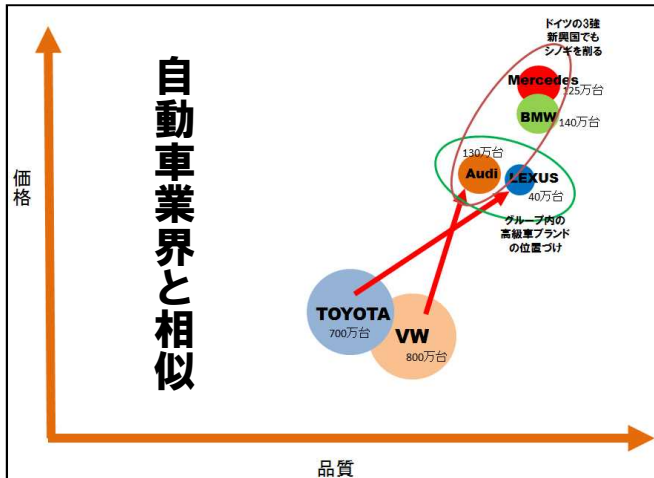 ドイツの3強
新興国でも
シノギを削る
自動車業界と相似
価格
Mercedes
125万台
BMW
140万台
130万台
Audi
LEXUS
40万台
グループ内の
高級車ブランド
の位置づけ
TOYOTA
700万台
VW
800万台
品質